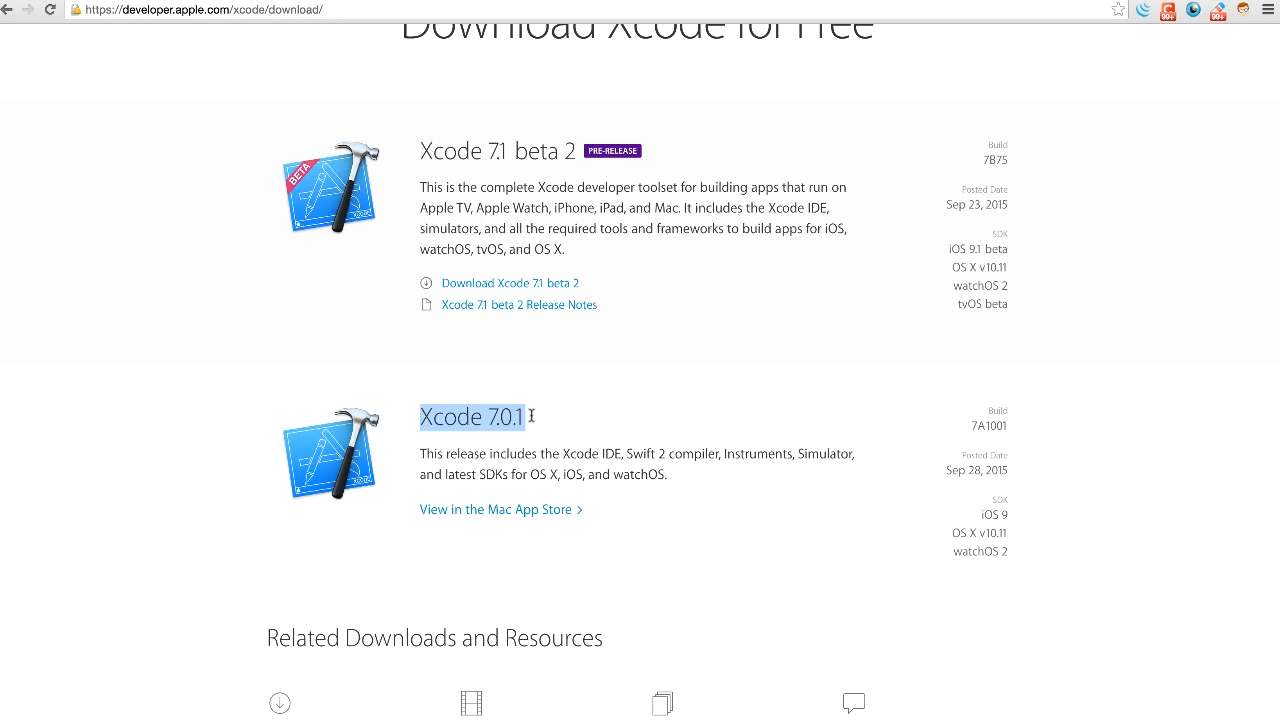 https://developer.apple.com/xcode/download/
99+
99+
Download Xcode for Free
BETA
Xcode 7.1 beta 2 PRE-RELEASE
This is the complete Xcode developer toolset for building apps that run on
Apple TV, Apple Watch, iPhone, iPad, and Mac. It includes the Xcode IDE,
simulators, and all the required tools and frameworks to build apps for iOS,
watchOS, tvOS, and OS X.
Download Xcode 7.1 beta 2
Xcode 7.1 beta 2 Release Notes
Build
7B75
Posted Date
Sep 23, 2015
SDK
iOS 9.1 beta
OS X v10.11
watchOS 2
tvOS beta
Xcode 7.0.1
This release includes the Xcode IDE, Swift 2 compiler, Instruments, Simulator,
and latest SDKs for OS X, iOS, and watchOS.
View in the Mac App Store >
Build
7A1001
Posted Date
Sep 28, 2015
SDK
iOS 9
OS X v10.11
watchOS 2
Related Downloads and Resources